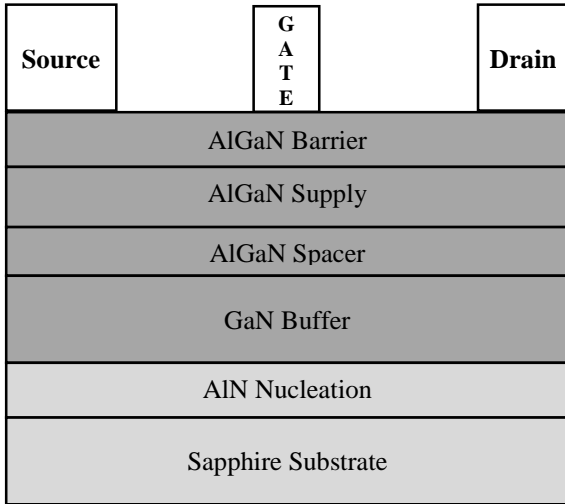 Source
G
A
T
E
Drain
AlGaN Barrier
AlGaN Supply
AlGaN Spacer
GaN Buffer
AlN Nucleation
Sapphire Substrate